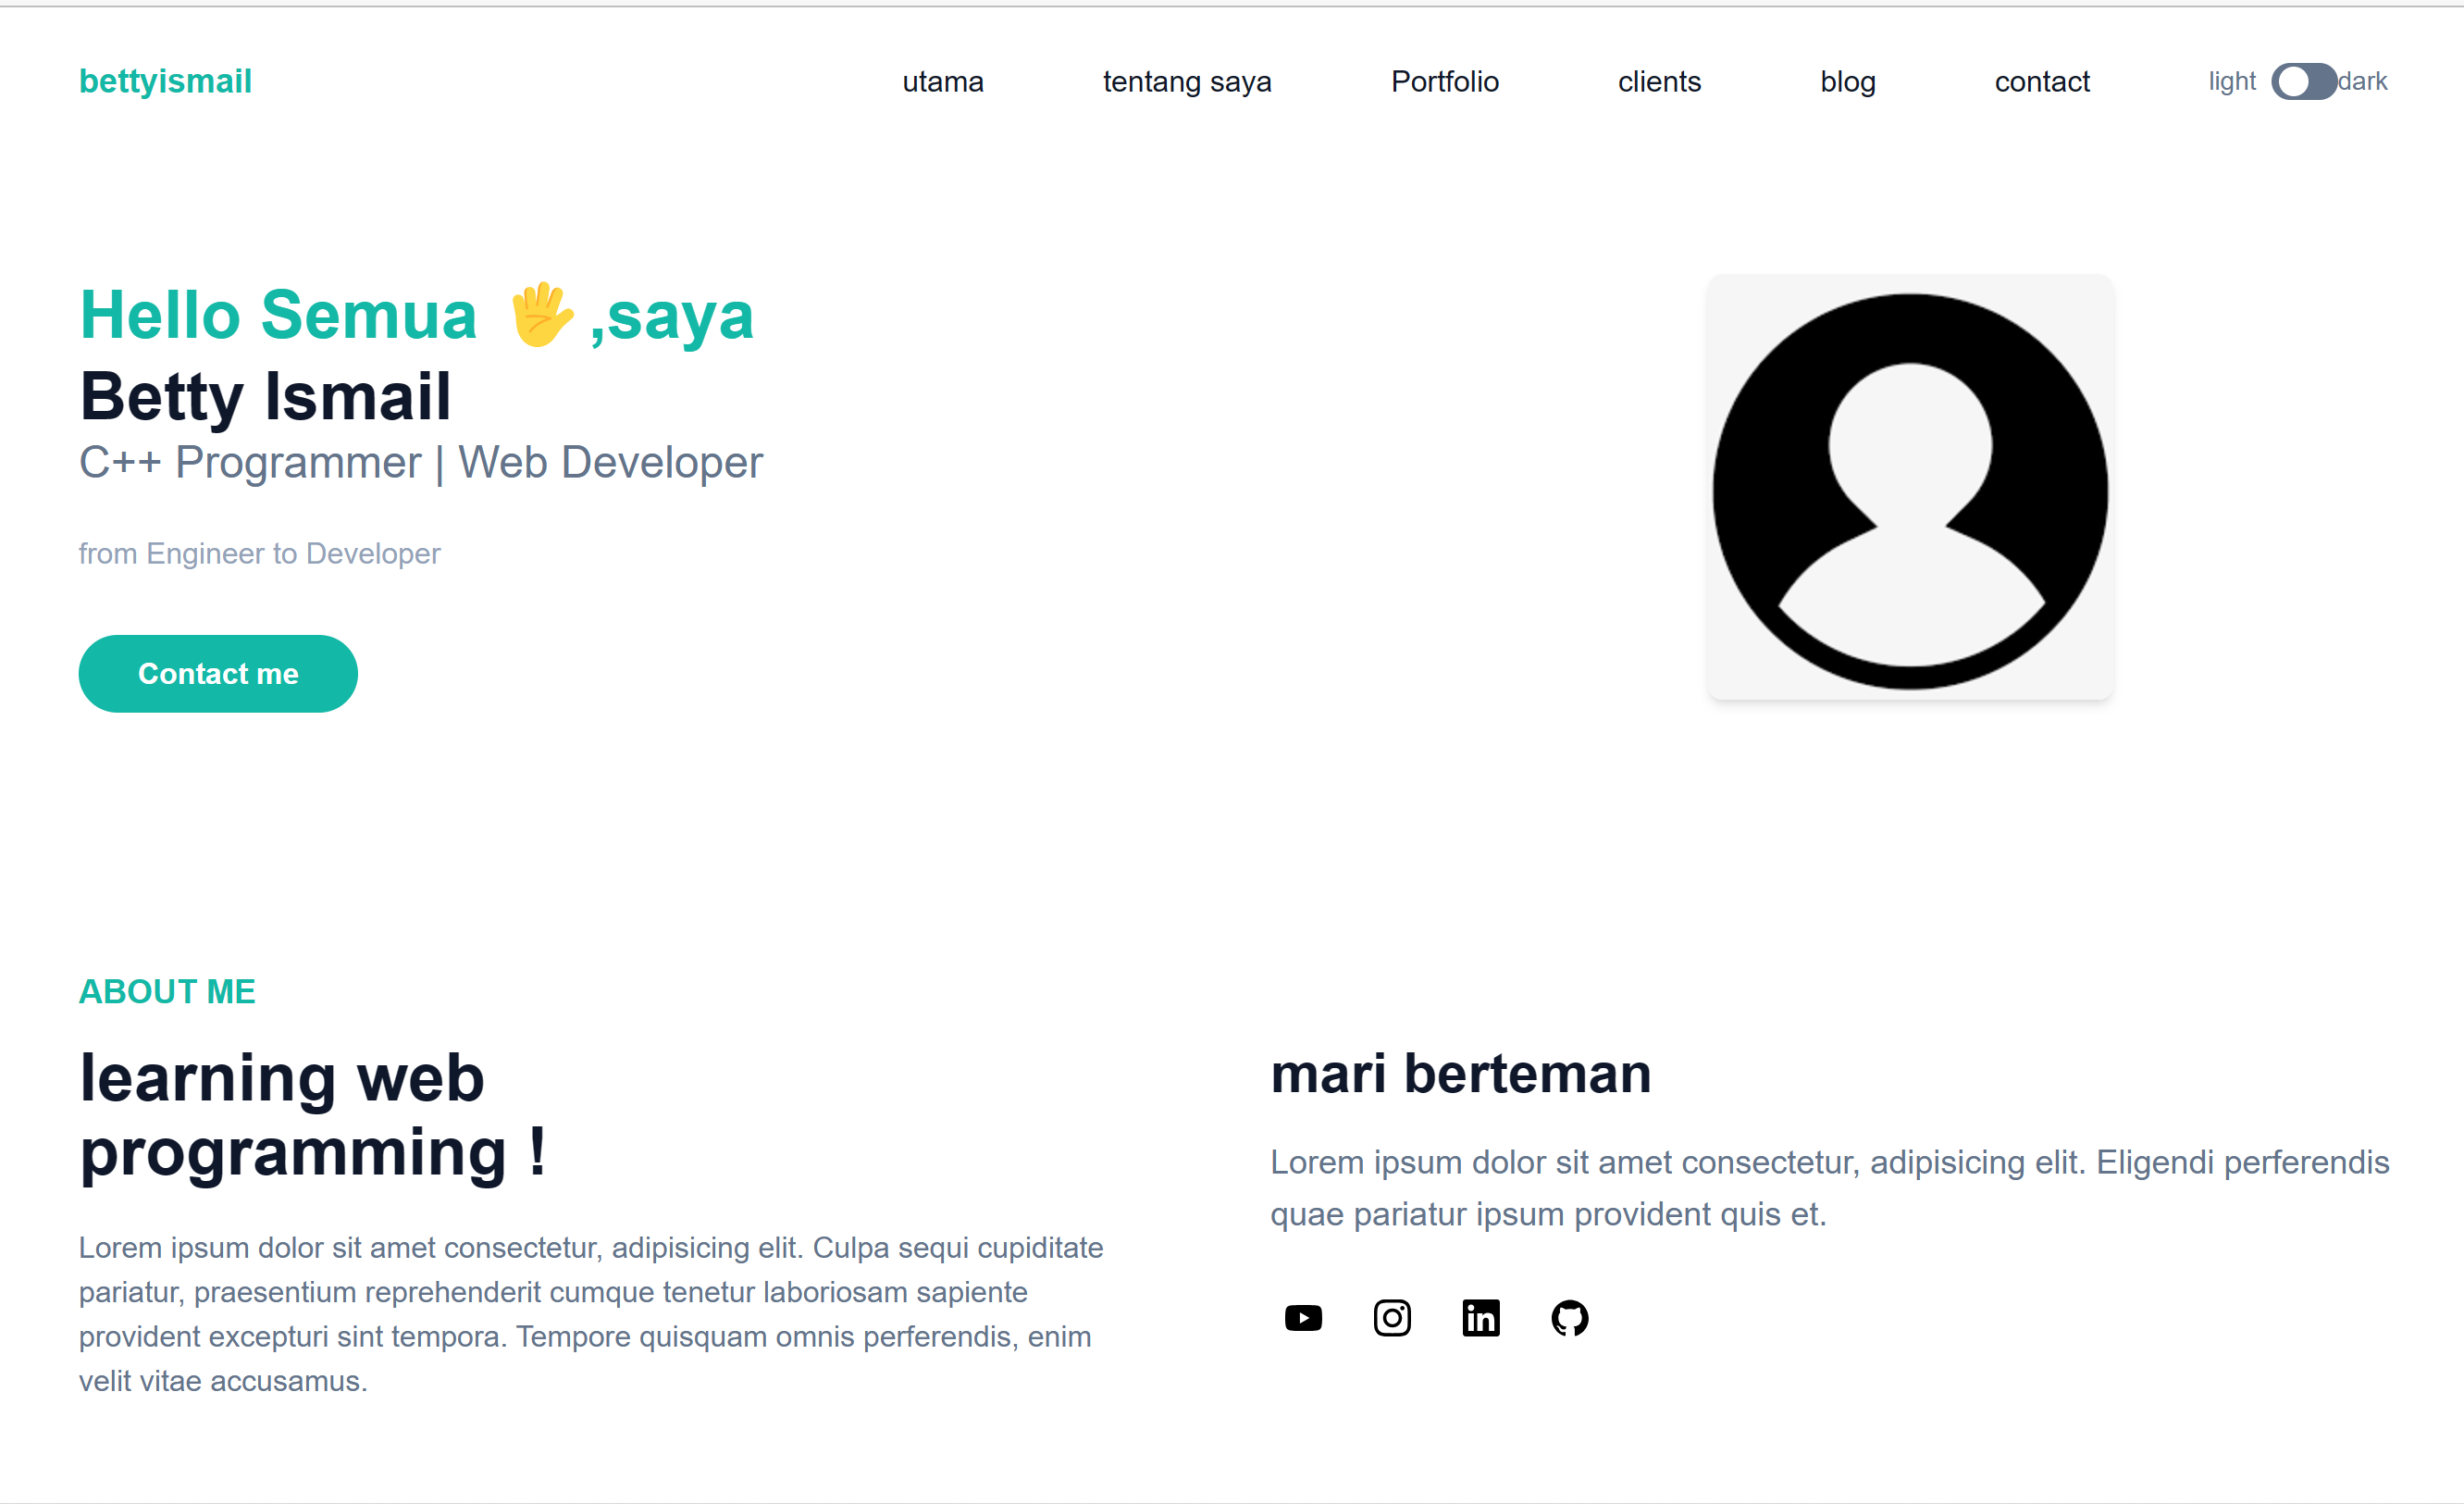 bettyismail
utama tentang saya Portfolio clients blog contact light dark
Hello Semua 🖐 ,saya
Betty Ismail
C++ Programmer | Web Developer
from Engineer to Developer
Contact me
ABOUT ME
learning web
programming !
Lorem ipsum dolor sit amet consectetur, adipisicing elit. Culpa sequi cupiditate
pariatur, praesentium reprehenderit cumque tenetur laboriosam sapiente
provident excepturi sint tempora. Tempore quisquam omnis perferendis, enim
velit vitae accusamus.
mari berteman
Lorem ipsum dolor sit amet consectetur, adipisicing elit. Eligendi perferendis
quae pariatur ipsum provident quis et.
in